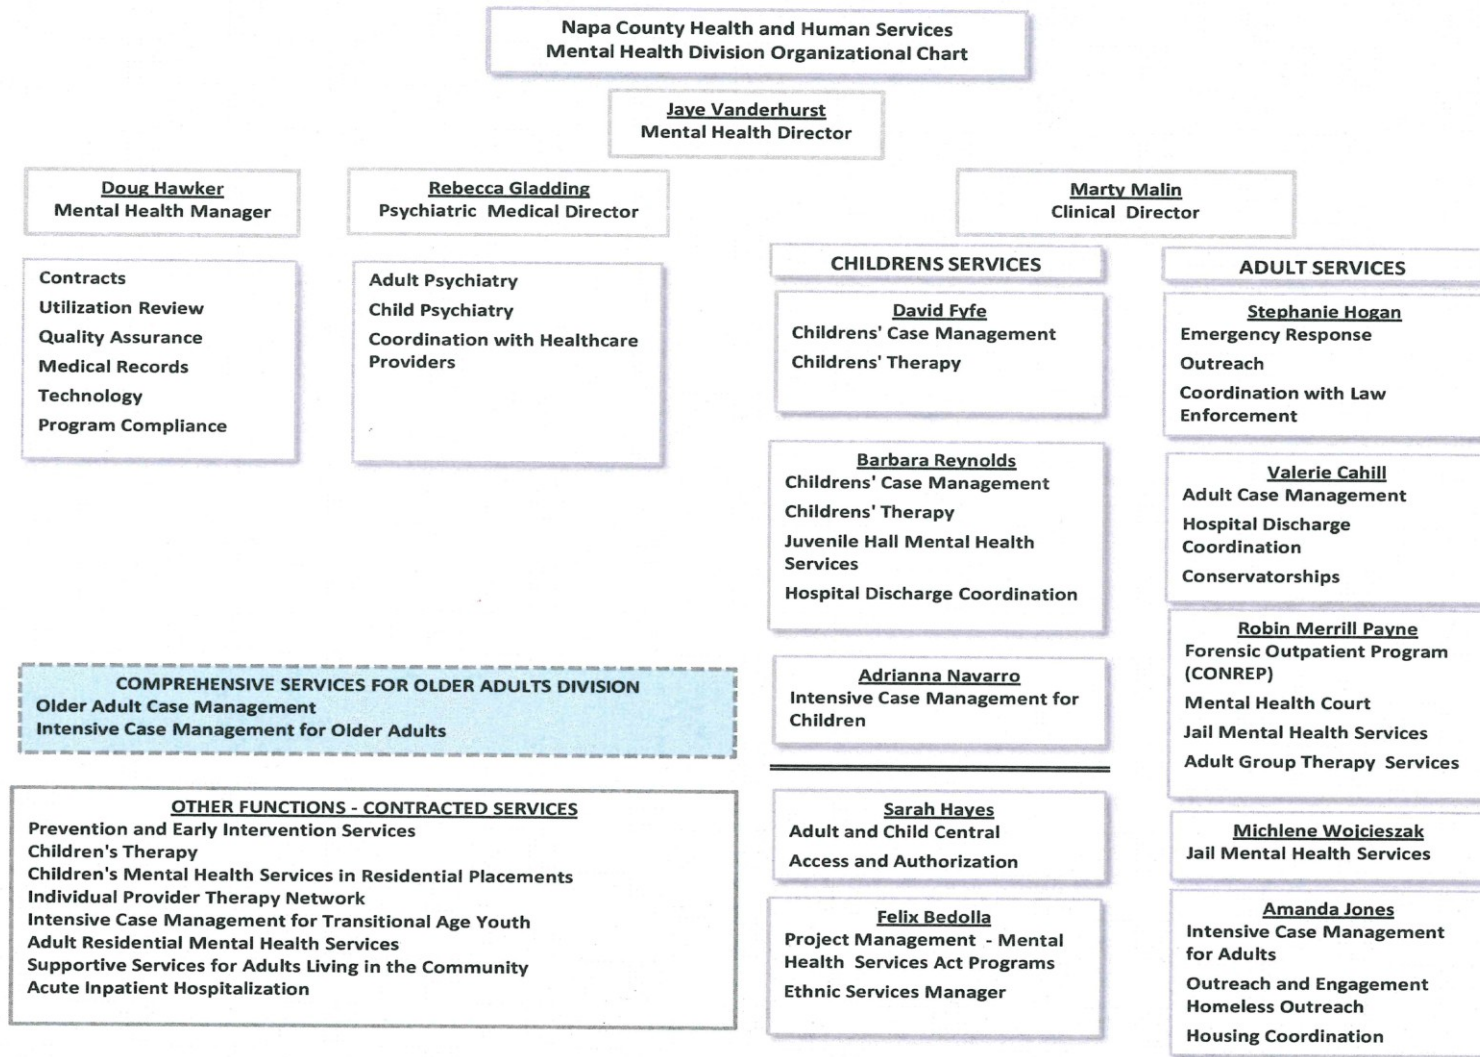 Napa County Health and Human Services
Mental Health Division Organizational Chart
Jaye Vanderhurst
Mental Health Director
Doug Hawker
Mental Health Manager
Rebecca Gladding
Psychiatric Medical Director
Marty Malin
Clinical Director
Contracts
Utilization Review
Quality Assurance
Medical Records
Technology
Program Compliance
Adult Psychiatry
Child Psychiatry
Coordination with Healthcare
Providers
CHILDRENS SERVICES
David Fyfe
Childrens' Case Management
Childrens' Therapy
Barbara Reynolds
Childrens' Case Management
Childrens' Therapy
Juvenile Hall Mental Health
Services
Hospital Discharge Coordination
Adrianna Navarro
Intensive Case Management for
Children
Sarah Hayes
Adult and Child Central
Access and Authorization
Felix Bedolla
Project Management - Mental
Health Services Act Programs
Ethnic Services Manager
ADULT SERVICES
Stephanie Hogan
Emergency Response
Outreach
Coordination with Law
Enforcement
Valerie Cahill
Adult Case Management
Hospital Discharge
Coordination
Conservatorships
Robin Merrill Payne
Forensic Outpatient Program
(CONREP)
Mental Health Court
Jail Mental Health Services
Adult Group Therapy Services
Michlene Wojcieszak
Jail Mental Health Services
Amanda Jones
Intensive Case Management
for Adults
Outreach and Engagement
Homeless Outreach
Housing Coordination
COMPREHENSIVE SERVICES FOR OLDER ADULTS DIVISION
Older Adult Case Management
Intensive Case Management for Older Adults
OTHER FUNCTIONS - CONTRACTED SERVICES
Prevention and Early Intervention Services
Children's Therapy
Children's Mental Health Services in Residential Placements
Individual Provider Therapy Network
Intensive Case Management for Transitional Age Youth
Adult Residential Mental Health Services
Supportive Services for Adults Living in the Community
Acute Inpatient Hospitalization